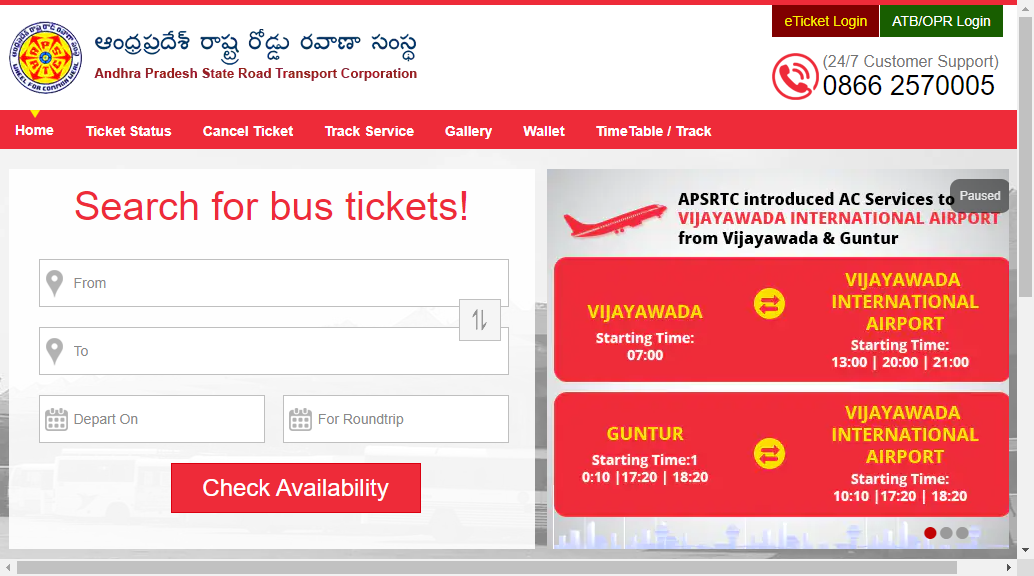 eTicket Login
ATB/OPR Login
ఆంధ్రప్రదేశ్ రాష్ట్ర రోడ్డు రవాణా సంస్థ
Andhra Pradesh State Road Transport Corporation
(24/7 Customer Support)
0866 2570005
Home
Ticket Status
Cancel Ticket
Track Service
Gallery
Wallet
TimeTable / Track
Search for bus tickets!
From
To
Depart On
For Roundtrip
Check Availability
Paused
APSRTC introduced AC Services to
VIJAYAWADA INTERNATIONAL AIRPORT
from Vijayawada & Guntur
VIJAYAWADA
Starting Time:
07:00
VIJAYAWADA
INTERNATIONAL
AIRPORT
Starting Time:
13:00 | 20:00 | 21:00
GUNTUR
Starting Time:1
0:10 |17:20 | 18:20
VIJAYAWADA
INTERNATIONAL
AIRPORT
Starting Time:
10:10 |17:20 | 18:20